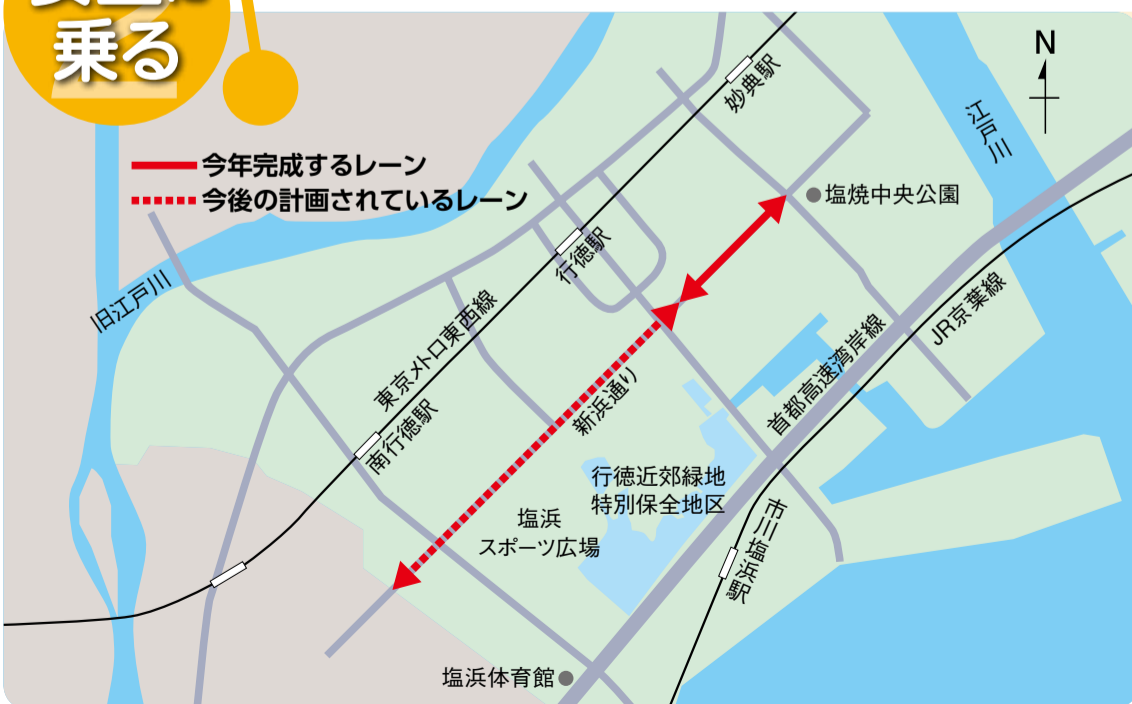 乗る
N
今年完成するレーン
今後の計画されているレーン
妙典駅
江戸川
塩焼中央公園
行徳駅
旧江戸川
東京メトロ東西線
南行徳駅
新浜通り
首都高速湾岸線
JR京葉線
行徳近郊緑地
特別保全地区
塩浜
スポーツ広場
市川塩浜駅
塩浜体育館